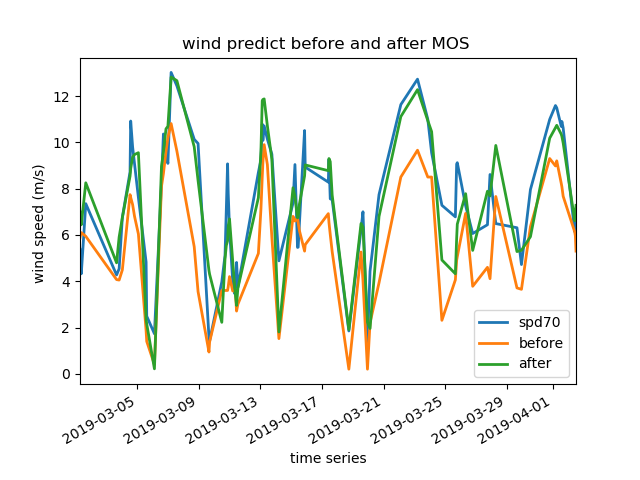 wind predict before and after MOS
wind speed (m/s)
12
10
8
6
4
2
0
spd70
before
after
2019-03-05
2019-03-09
2019-03-13
2019-03-17
2019-03-21
2019-03-25
2019-03-29
2019-04-01
time series